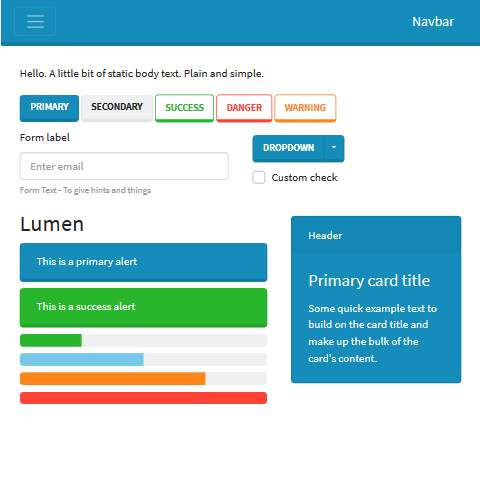 Navbar
Hello. A little bit of static body text. Plain and simple.
PRIMARY SECONDARY SUCCESS DANGER WARNING
Form label
Enter email
Form Text - To give hints end things
DROPDOWN
Custom check
Lumen
This is a primary alert
This is a success alert
Header
Primary card title
Some quick example text to
build on the card title and
make up the bulk of the
card's content.